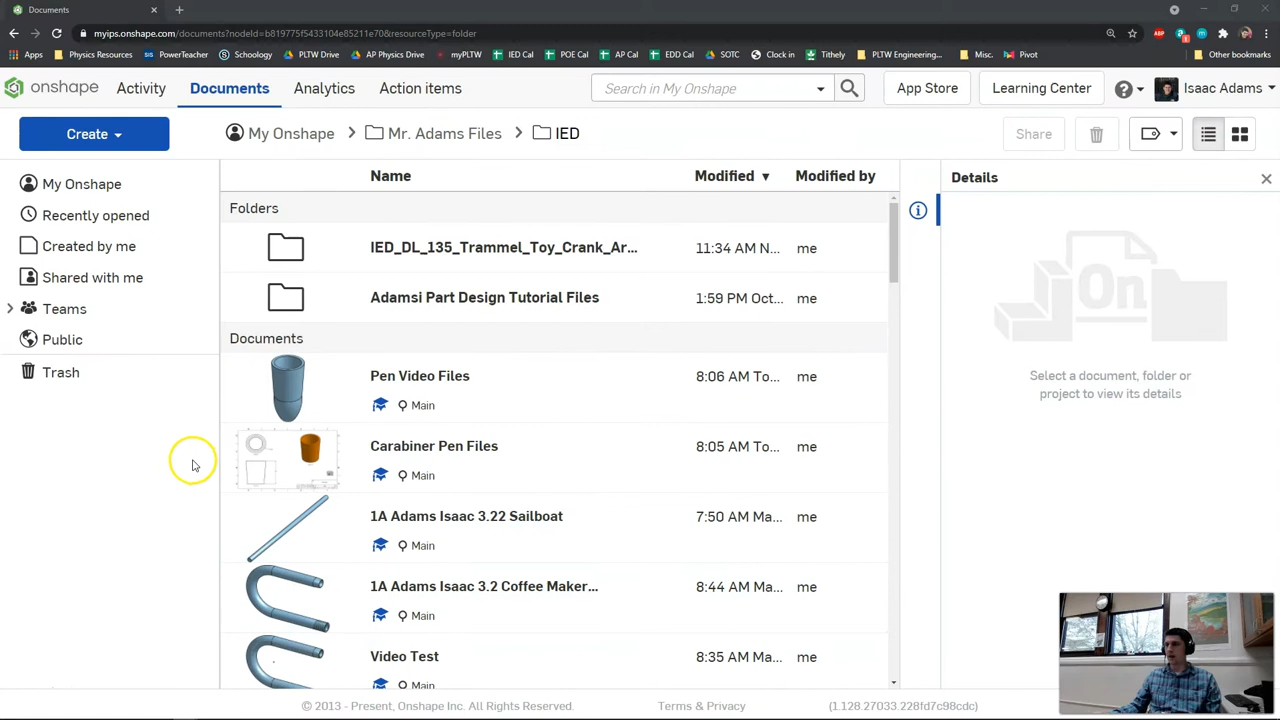 Documents
myips.onshape.com/documents?nodeId=b819775f5433104e85211e70&resourceType=folder
Apps Physics Resources SIS PowerTeacher Schoology PLTW Drive AP Physics Drive myPLTW IED Cal POE Cal AP Cal EDD Cal SOTC Clock in Tithely PLTW Engineering... Misc. Pivot Other bookmarks
onshape Activity Documents Analytics Action items Search in My Onshape App Store Learning Center Isaac Adams
Create My Onshape Mr. Adams Files IED Share
My Onshape
Recently opened
Created by me
Shared with me
Teams
Public
Trash
Name Modified Modified by
Folders
IED_DL_135_Trammel_Toy_Crank_Ar... 11:34 AM N... me
Adamsi Part Design Tutorial Files 1:59 PM Oct... me
Documents
Pen Video Files 8:06 AM To... me
Main
Carabiner Pen Files 8:05 AM To... me
Main
1A Adams Isaac 3.22 Sailboat 7:50 AM Ma... me
Main
1A Adams Isaac 3.2 Coffee Maker... 8:44 AM Ma... me
Main
Video Test 8:35 AM Ma... me
Main
Details
On
Select a document, folder or
project to view its details
© 2013 - Present, Onshape Inc. All Rights Reserved. Terms & Privacy (1.128.27033.228fd7c98cdc)